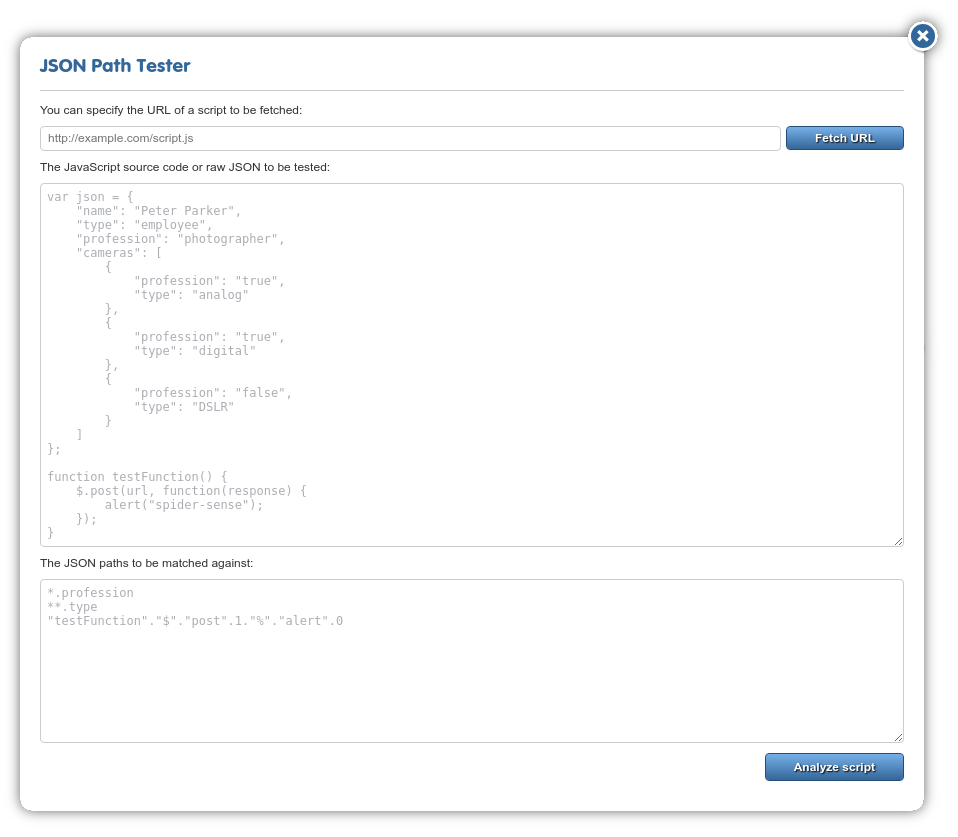 JSON Path Tester
You can specify the URL of a script to be fetched:
http://example.com/script.js
Fetch URL
The JavaScript source code or raw JSON to be tested:
var json = {
    "name": "Peter Parker",
    "type": "employee",
    "profession": "photographer",
    "cameras": [
        {
            "profession": "true",
            "type": "analog"
        },
        {
            "profession": "true",
            "type": "digital"
        },
        {
            "profession": "false",
            "type": "DSLR"
        }
    ]
};

function testFunction() {
    $.post(url, function(response) {
        alert("spider-sense");
    });
}
The JSON paths to be matched against:
*.profession
**.type
"testFunction"."$"."post".1."%"."alert".0
Analyze script